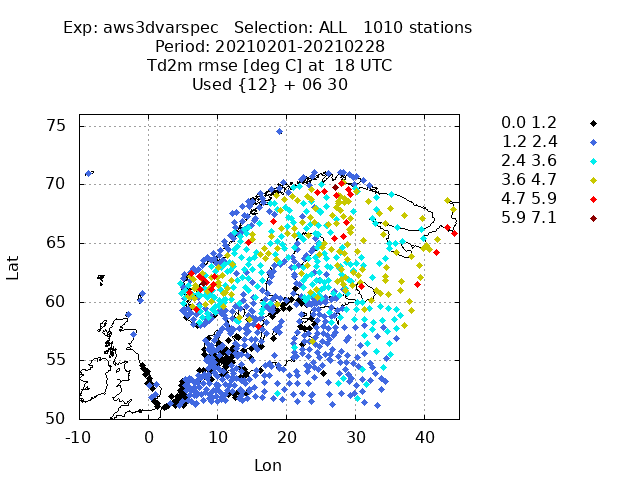 Exp: aws3dvarspec   Selection: ALL   1010 stations
Period: 20210201-20210228
Td2m rmse [deg C] at  18 UTC
Used {12} + 06 30
0.0 1.2
1.2 2.4
2.4 3.6
3.6 4.7
4.7 5.9
5.9 7.1
75
70
65
60
55
50
Lat
-10 0 10 20 30 40
Lon